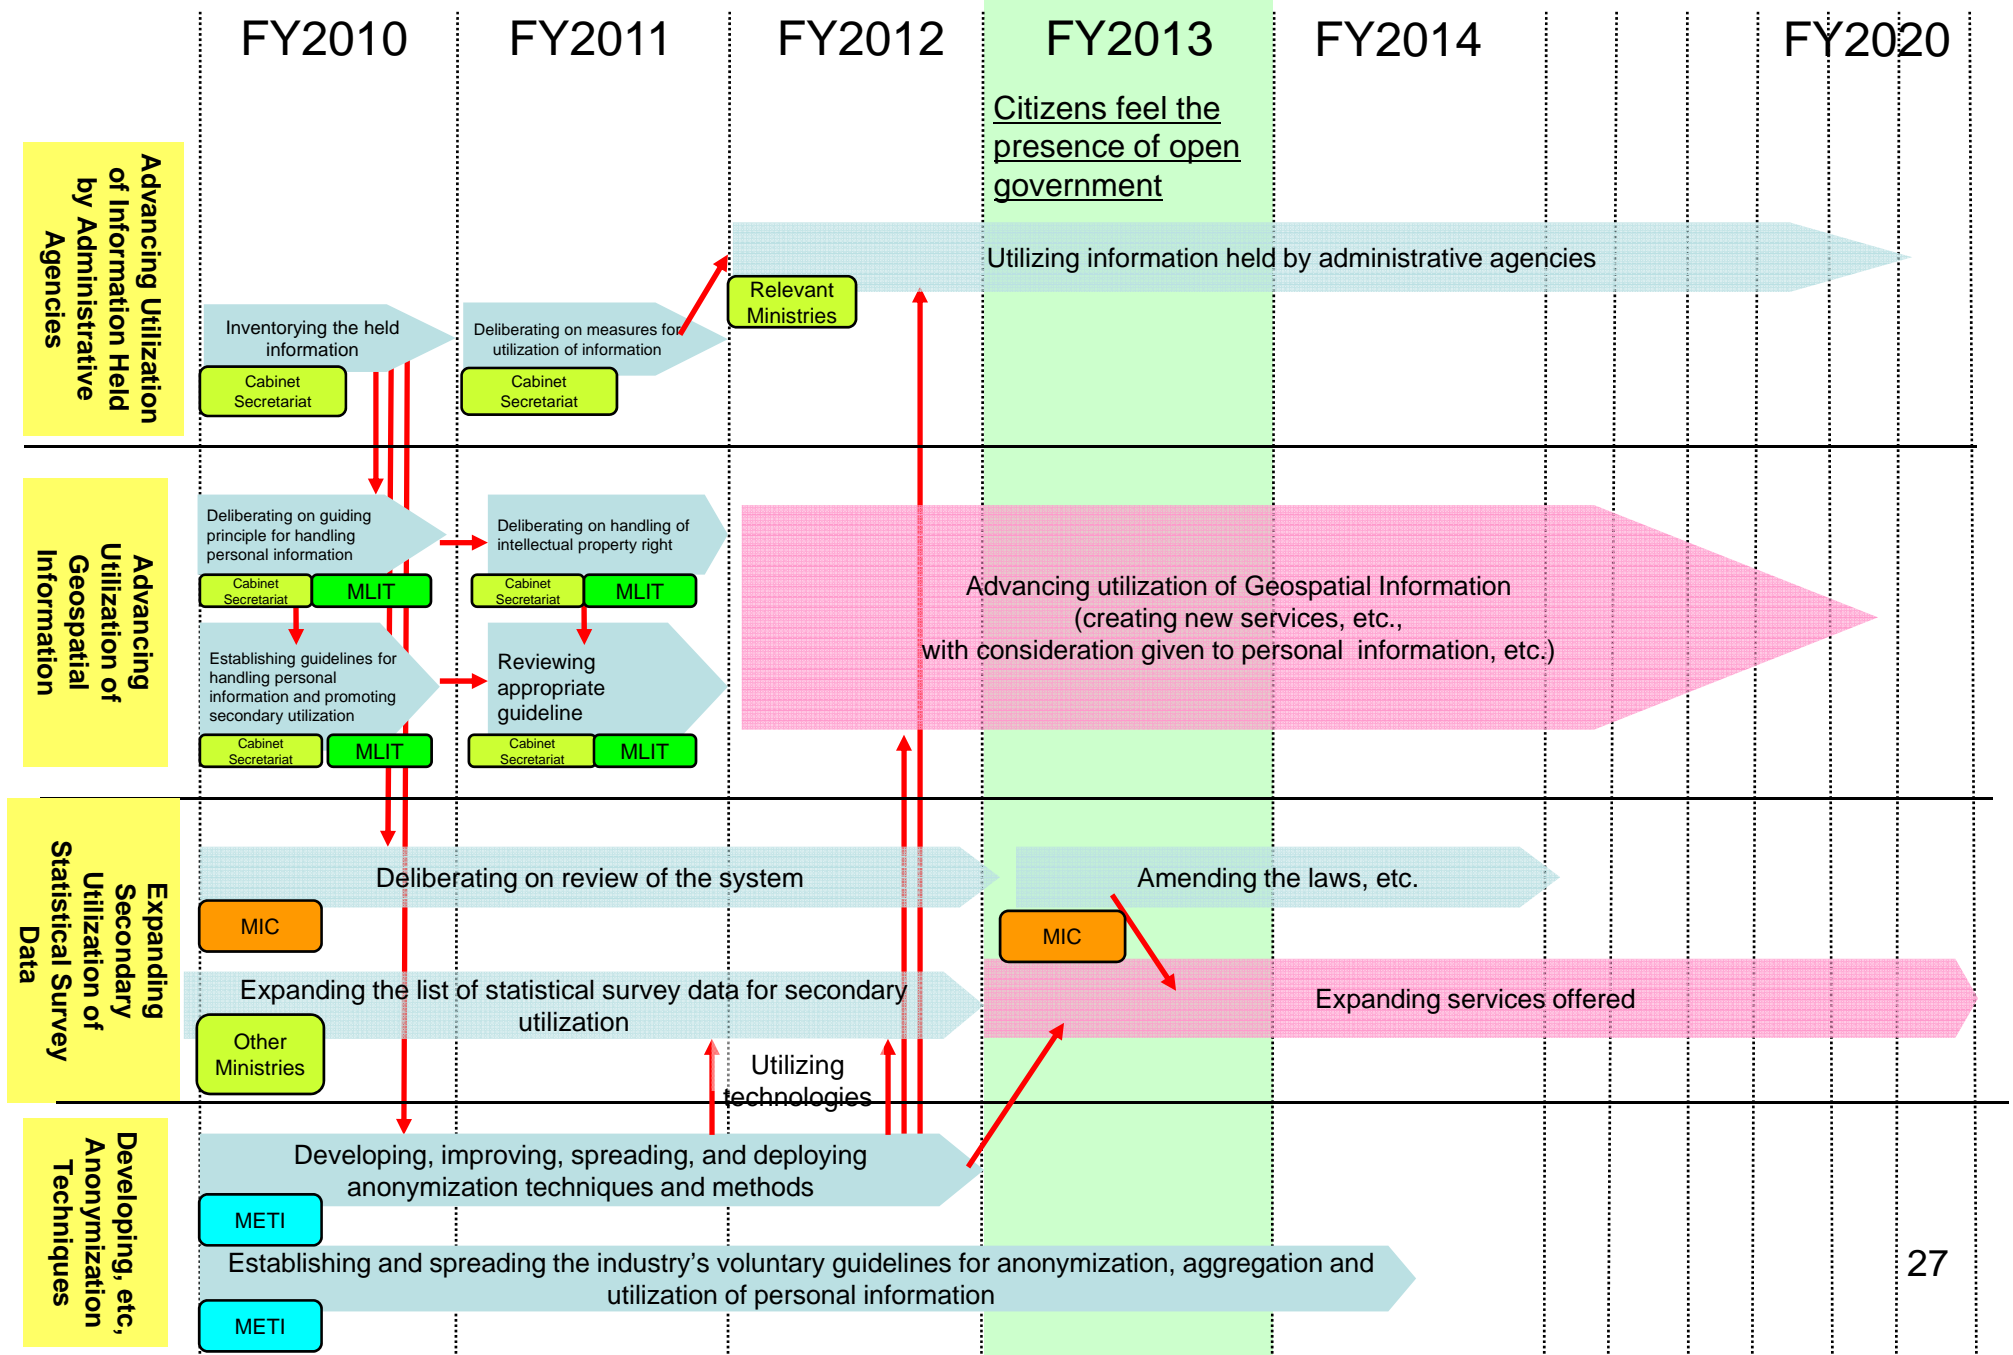 FY2010
FY2011
FY2012
FY2013
FY2014
FY2020
Citizens feel the
presence of open
government
Advancing Utilization
of Information Held
by Administrative
Agencies
Utilizing information held by administrative agencies
Relevant
Ministries
Inventorying the held
information
Cabinet
Secretariat
Deliberating on measures for
utilization of information
Cabinet
Secretariat
Advancing
Utilization of
Geospatial
Information
Deliberating on guiding
principle for handling
personal information
Cabinet
Secretariat
MLIT
Deliberating on handling of
intellectual property right
Cabinet
Secretariat
MLIT
Establishing guidelines for
handling personal
information and promoting
secondary utilization
Cabinet
Secretariat
MLIT
Reviewing
appropriate
guideline
Cabinet
Secretariat
MLIT
Advancing utilization of Geospatial Information
(creating new services, etc.,
with consideration given to personal information, etc.)
Expanding
Secondary
Utilization of
Statistical Survey
Data
Deliberating on review of the system
MIC
Amending the laws, etc.
MIC
Expanding the list of statistical survey data for secondary
utilization
Other
Ministries
Expanding services offered
Utilizing
technologies
Developing, etc,
Anonymization
Techniques
Developing, improving, spreading, and deploying
anonymization techniques and methods
METI
Establishing and spreading the industry's voluntary guidelines for anonymization, aggregation and
utilization of personal information
METI
27